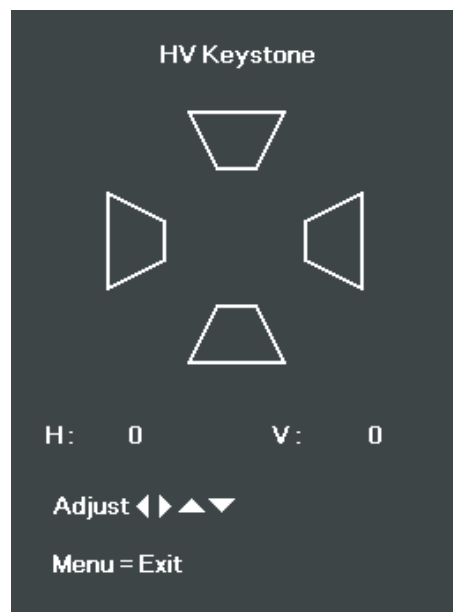 HV Keystone
H: 0 V: 0
Adjust ◀ ▶ ▲ ▼
Menu = Exit